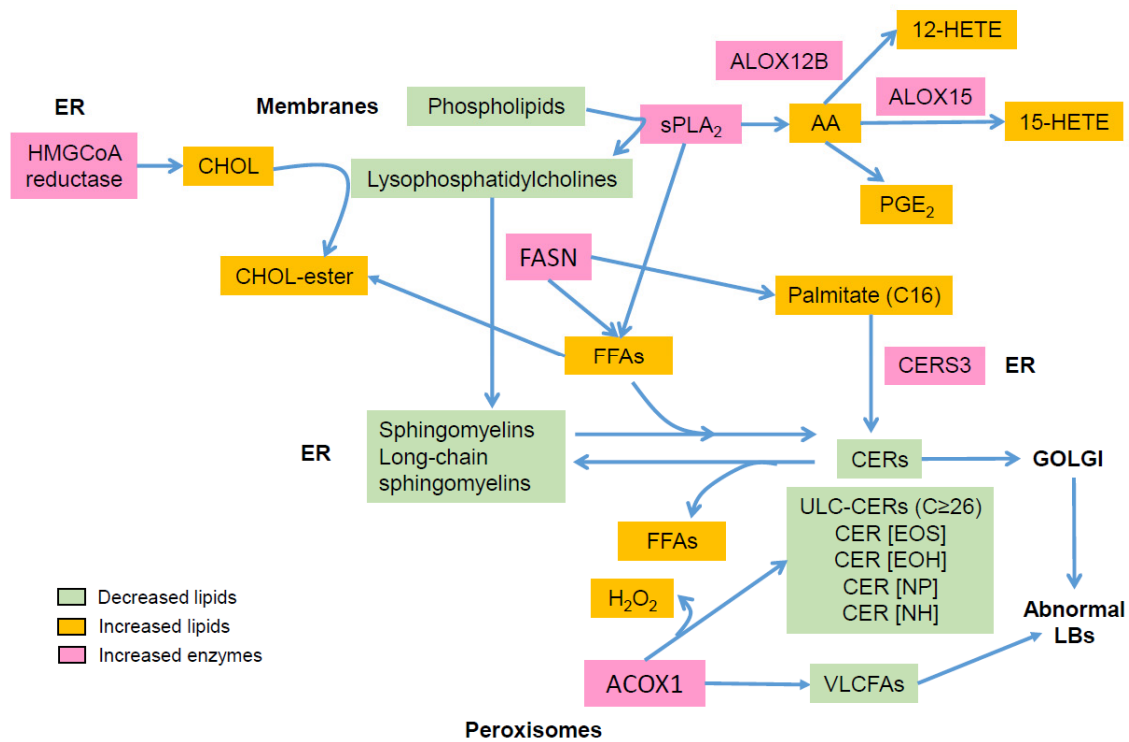 12-HETE
ALOX12B
ER
Membranes
Phospholipids
ALOX15
sPLA₂
AA
15-HETE
HMGCoA
reductase
CHOL
Lysophosphatidylcholines
PGE₂
FASN
CHOL-ester
Palmitate (C16)
FFAs
CERS3
ER
ER
Sphingomyelins
Long-chain
sphingomyelins
CERs
GOLGI
ULC-CERs (C≥26)
CER [EOS]
CER [EOH]
CER [NP]
CER [NH]
FFAs
H₂O₂
Decreased lipids
Increased lipids
Increased enzymes
Abnormal
LBs
ACOX1
VLCFAs
Peroxisomes